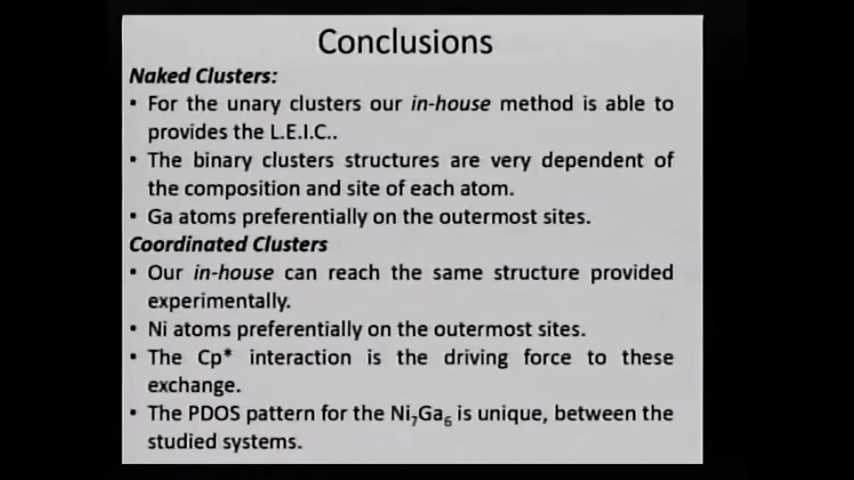 Conclusions
Naked Clusters:
• For the unary clusters our in-house method is able to
provides the L.E.I.C..
• The binary clusters structures are very dependent of
the composition and site of each atom.
• Ga atoms preferentially on the outermost sites.
Coordinated Clusters
• Our in-house can reach the same structure provided
experimentally.
• Ni atoms preferentially on the outermost sites.
• The Cp* interaction is the driving force to these
exchange.
• The PDOS pattern for the Ni₇Ga₆ is unique, between the
studied systems.